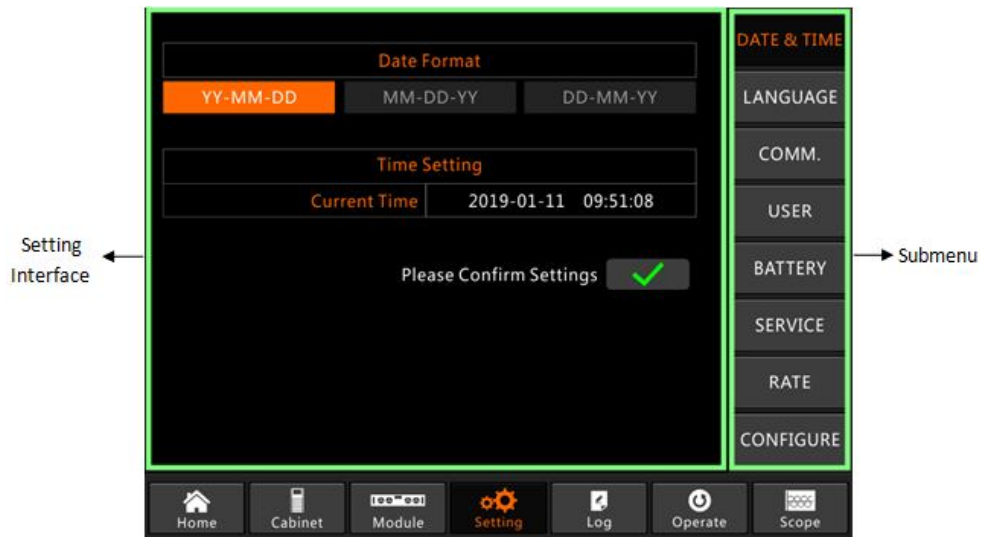 Date Format
YY-MM-DD MM-DD-YY DD-MM-YY
Time Setting
Current Time 2019-01-11 09:51:08
Please Confirm Settings
DATE & TIME
LANGUAGE
COMM.
USER
BATTERY
SERVICE
RATE
CONFIGURE
Setting
Interface
Submenu
Home Cabinet Module Setting Log Operate Scope